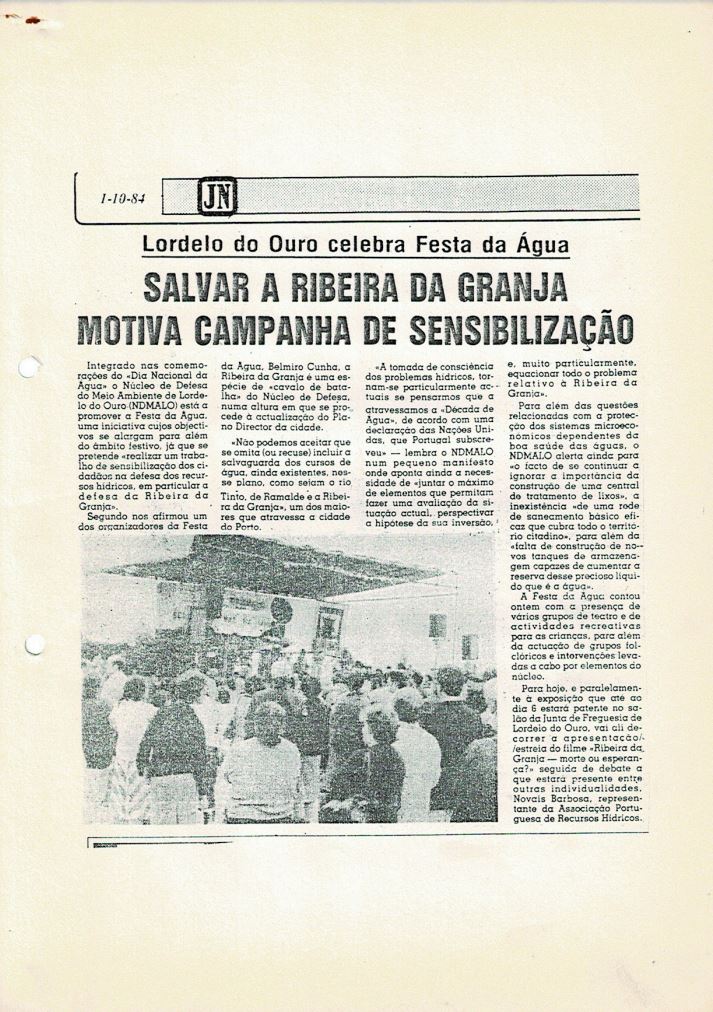 1-10-84
JN
Lordelo do Ouro celebra Festa da Água
SALVAR A RIBEIRA DA GRANJA
MOTIVA CAMPANHA DE SENSIBILIZAÇÃO
Integrado nas comemo-
rações do «Dia Nacional da
Água» o Núcleo de Defesa
do Meio Ambiente de Lorde-
lo do Ouro (NDMALO) está a
promover a Festa da Água,
uma iniciativa cujos objecti-
vos se alargam para além
do âmbito festivo, já que se
pretende «realizar um traba-
lho de sensibilização dos ci-
dadãos na defesa dos recur-
sos hídricos, em particular a
defesa da Ribeira da
Granja».
Segundo nos afirmou um
dos organizadores da Festa
da Água, Belmiro Cunha, a
Ribeira da Granja é uma es-
pécie de «cavalo de bata-
lha» do Núcleo de Defesa,
numa altura em que se pro-
cede à actualização do Pla-
no Director da cidade.
«Não podemos aceitar que
se omita (ou recuse) incluir a
salvaguarda dos cursos de
água, ainda existentes, nes-
se plano, como sejam o rio
Tinto, de Ramalde e a Ribei-
ra da Granja», um dos maio-
res que atravessa a cidade
do Porto.
«A tomada de consciência
dos problemas hídricos, tor-
nam-se particularmente ac-
tuais se pensarmos que a
atravessamos a «Década de
Água», de acordo com uma
declaração das Nações Uni-
das, que Portugal subscre-
veu» — lembra o NDMALO
num pequeno manifesto
onde aponta ainda a neces-
sidade de «juntar o máximo
de elementos que permitam
fazer uma avaliação da si-
tuação actual, perspectivar
a hipótese da sua inversão,
e, muito particularmente,
equacionar todo o problema
relativo à Ribeira da
Granja».
Para além das questões
relacionadas com a protec-
ção dos sistemas microeco-
nómicos dependentes da
boa saúde das águas, o
NDMALO alerta ainda para
«o facto de se continuar a
ignorar a importância da
construção de uma central
de tratamento de lixos», a
inexistência «de uma rede
de saneamento básico efi-
caz que cubra todo o territó-
rio citadino», para além da
«falta de construção de no-
vos tanques de armazena-
gem capazes de aumentar a
reserva desse precioso líqui-
do que é a água».
A Festa da Água contou
ontem com a presença de
vários grupos de teatro e de
actividades recreativas
para as crianças, para além
da actuação de grupos fol-
clóricos e intervenções leva-
das a cabo por elementos do
núcleo.
Para hoje, e paralelamen-
te à exposição que até ao
dia 6 estará patente no sa-
lão da Junta de Freguesia de
Lordelo do Ouro, vai ali de-
correr a apresentação/-
/estreia do filme «Ribeira da
Granja — morte ou esperan-
ça?» seguida de debate a
que estará presente entre
outras individualidades,
Novais Barbosa, represen-
tante da Associação Portu-
guesa de Recursos Hídricos.